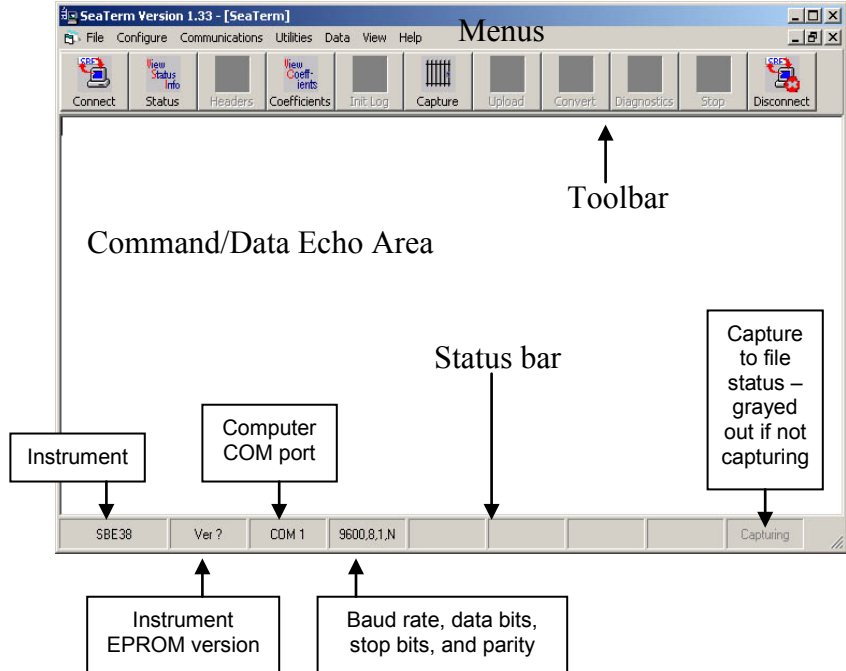 SeaTerm Version 1.33 - [SeaTerm]
File Configure Communications Utilities Data View Help
Menus
SBE
View Status Info
View Coeff- icients
SBE
Connect Status Headers Coefficients Init Log Capture Upload Convert Diagnostics Stop Disconnect
Toolbar
Command/Data Echo Area
Status bar
Capture
to file
status –
grayed
out if not
capturing
Computer
COM port
Instrument
SBE38 Ver ? COM 1 9600,8,1,N Capturing
Instrument
EPROM version
Baud rate, data bits,
stop bits, and parity